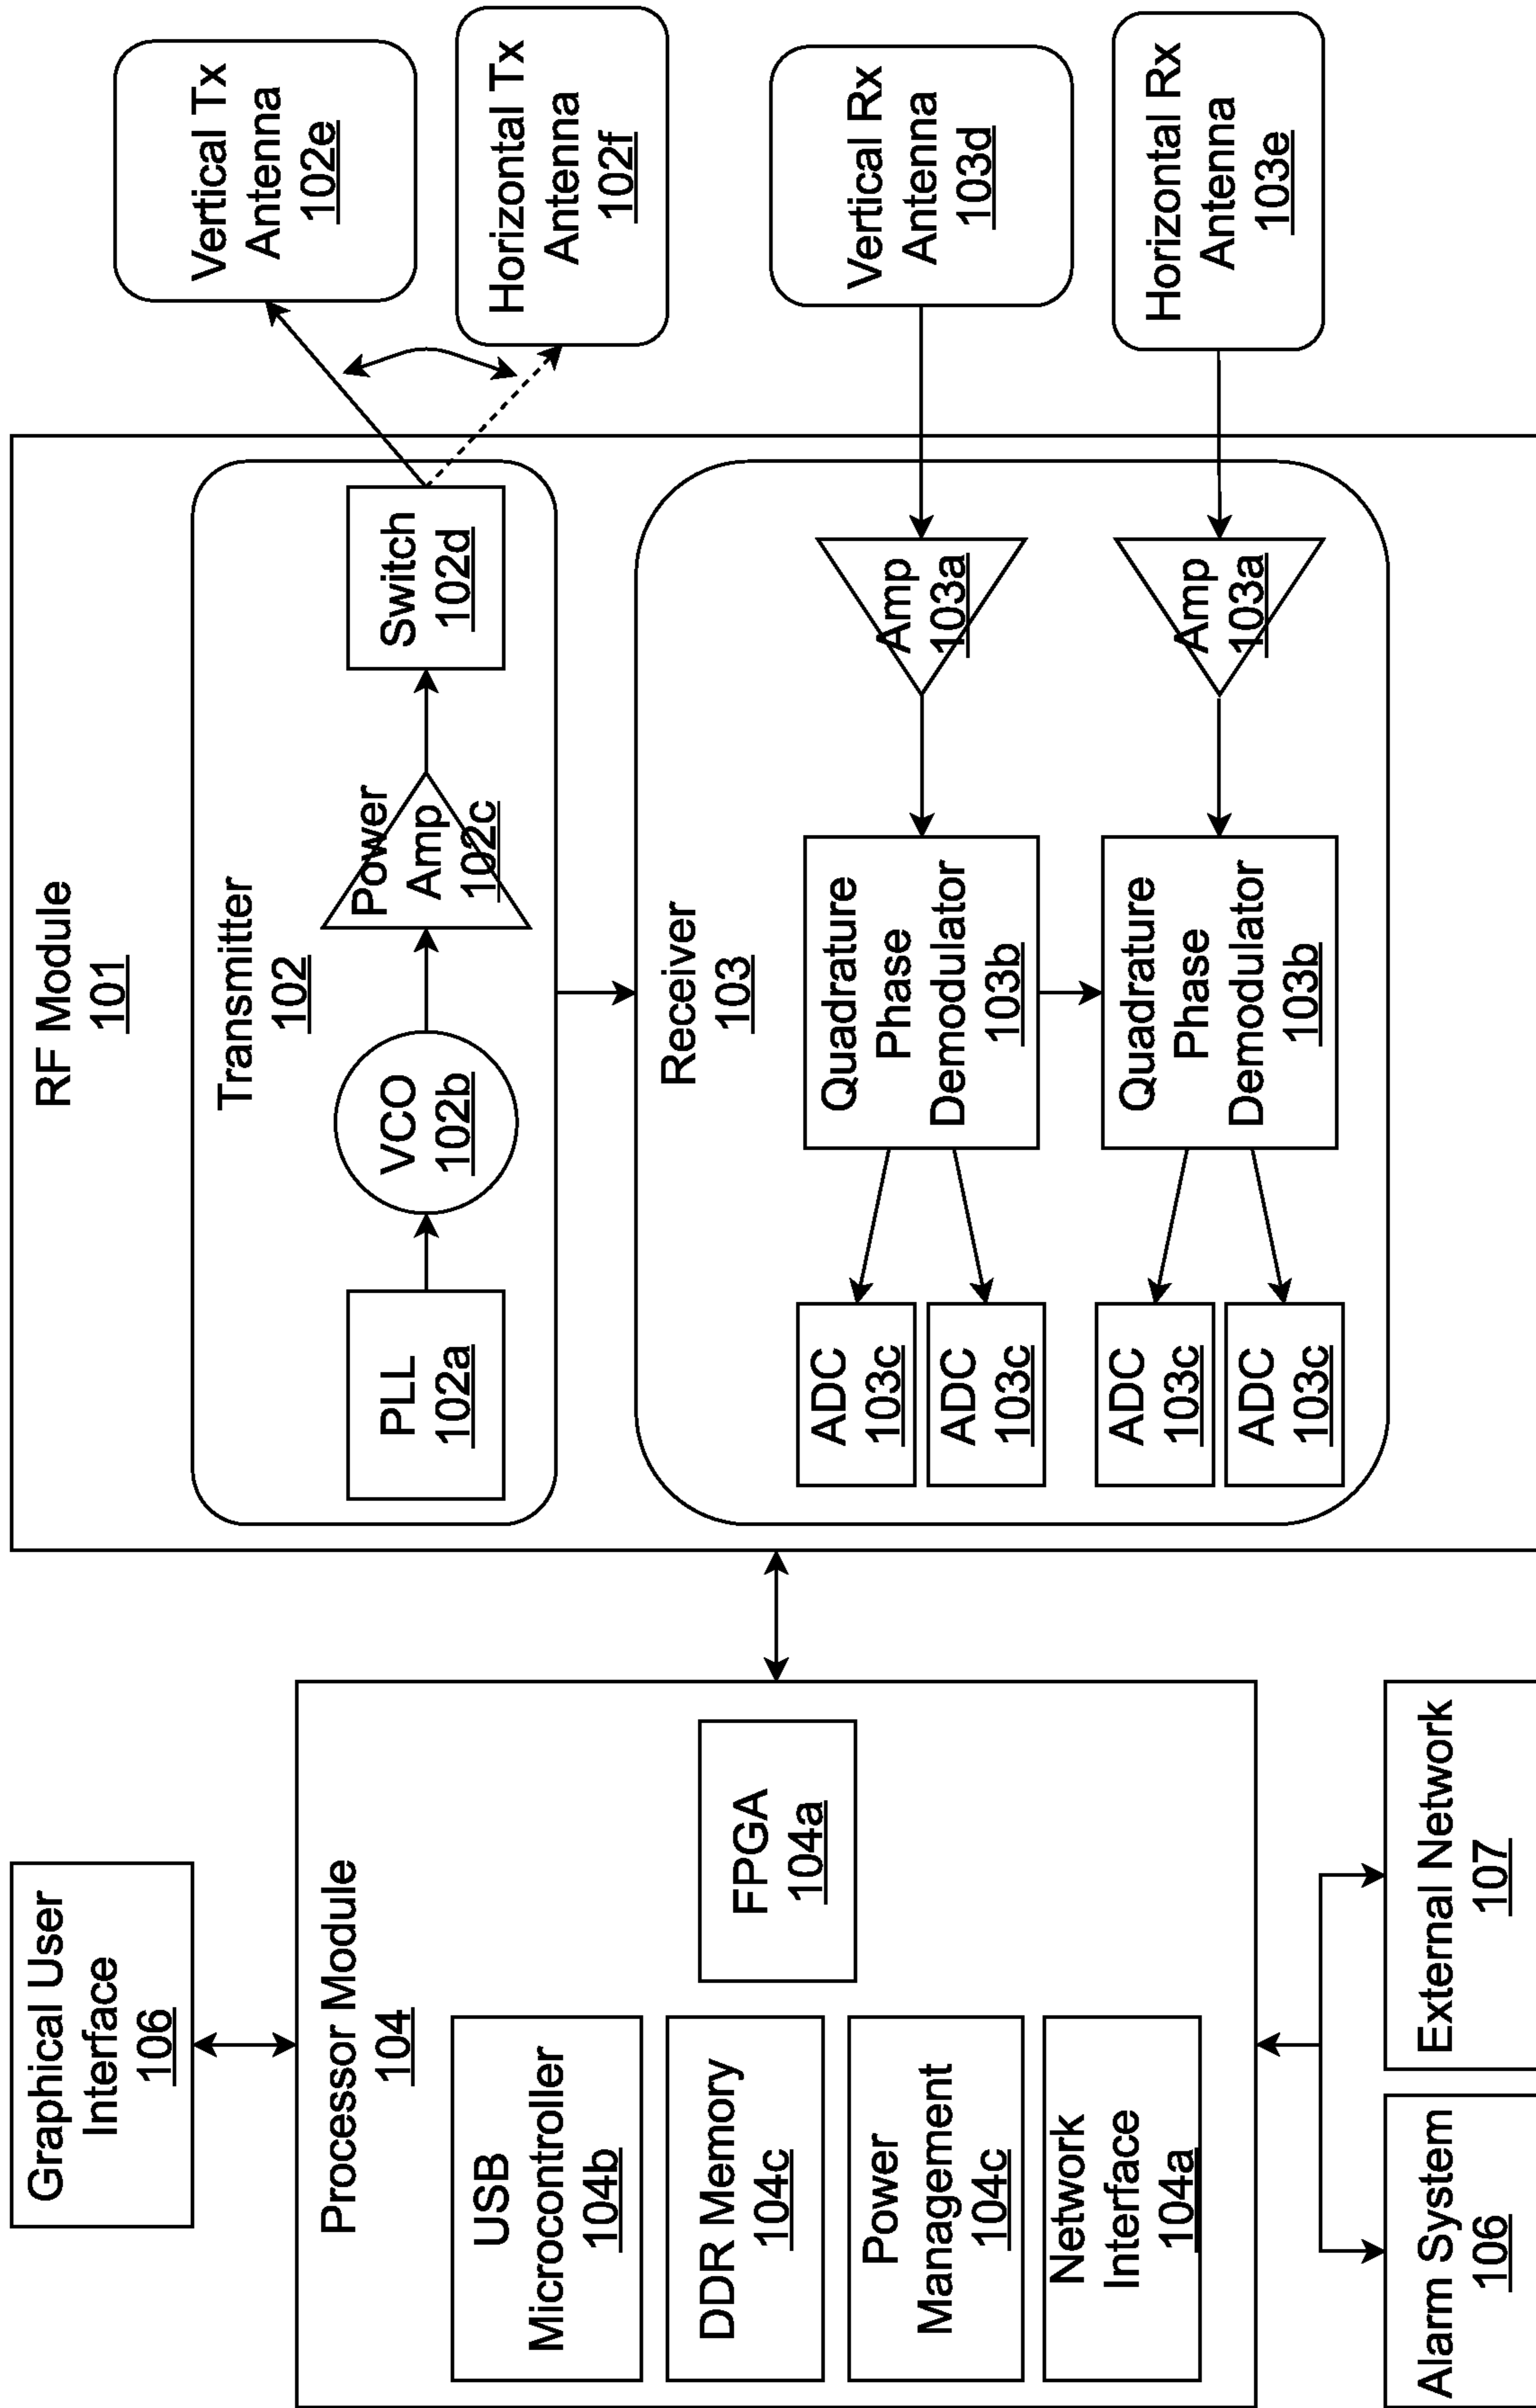 Graphical User
Interface
106
Processor Module
104
USB
Microcontroller
104b
DDR Memory
104c
Power
Management
104c
Network
Interface
104a
FPGA
104a
Alarm System
106
External Network
107
RF Module
101
Transmitter
102
PLL
102a
VCO
102b
Power
Amp
102c
Switch
102d
Receiver
103
ADC
103c
ADC
103c
Quadrature
Phase
Demodulator
103b
Amp
103a
ADC
103c
ADC
103c
Quadrature
Phase
Demodulator
103b
Amp
103a
Vertical Tx
Antenna
102e
Horizontal Tx
Antenna
102f
Vertical Rx
Antenna
103d
Horizontal Rx
Antenna
103e